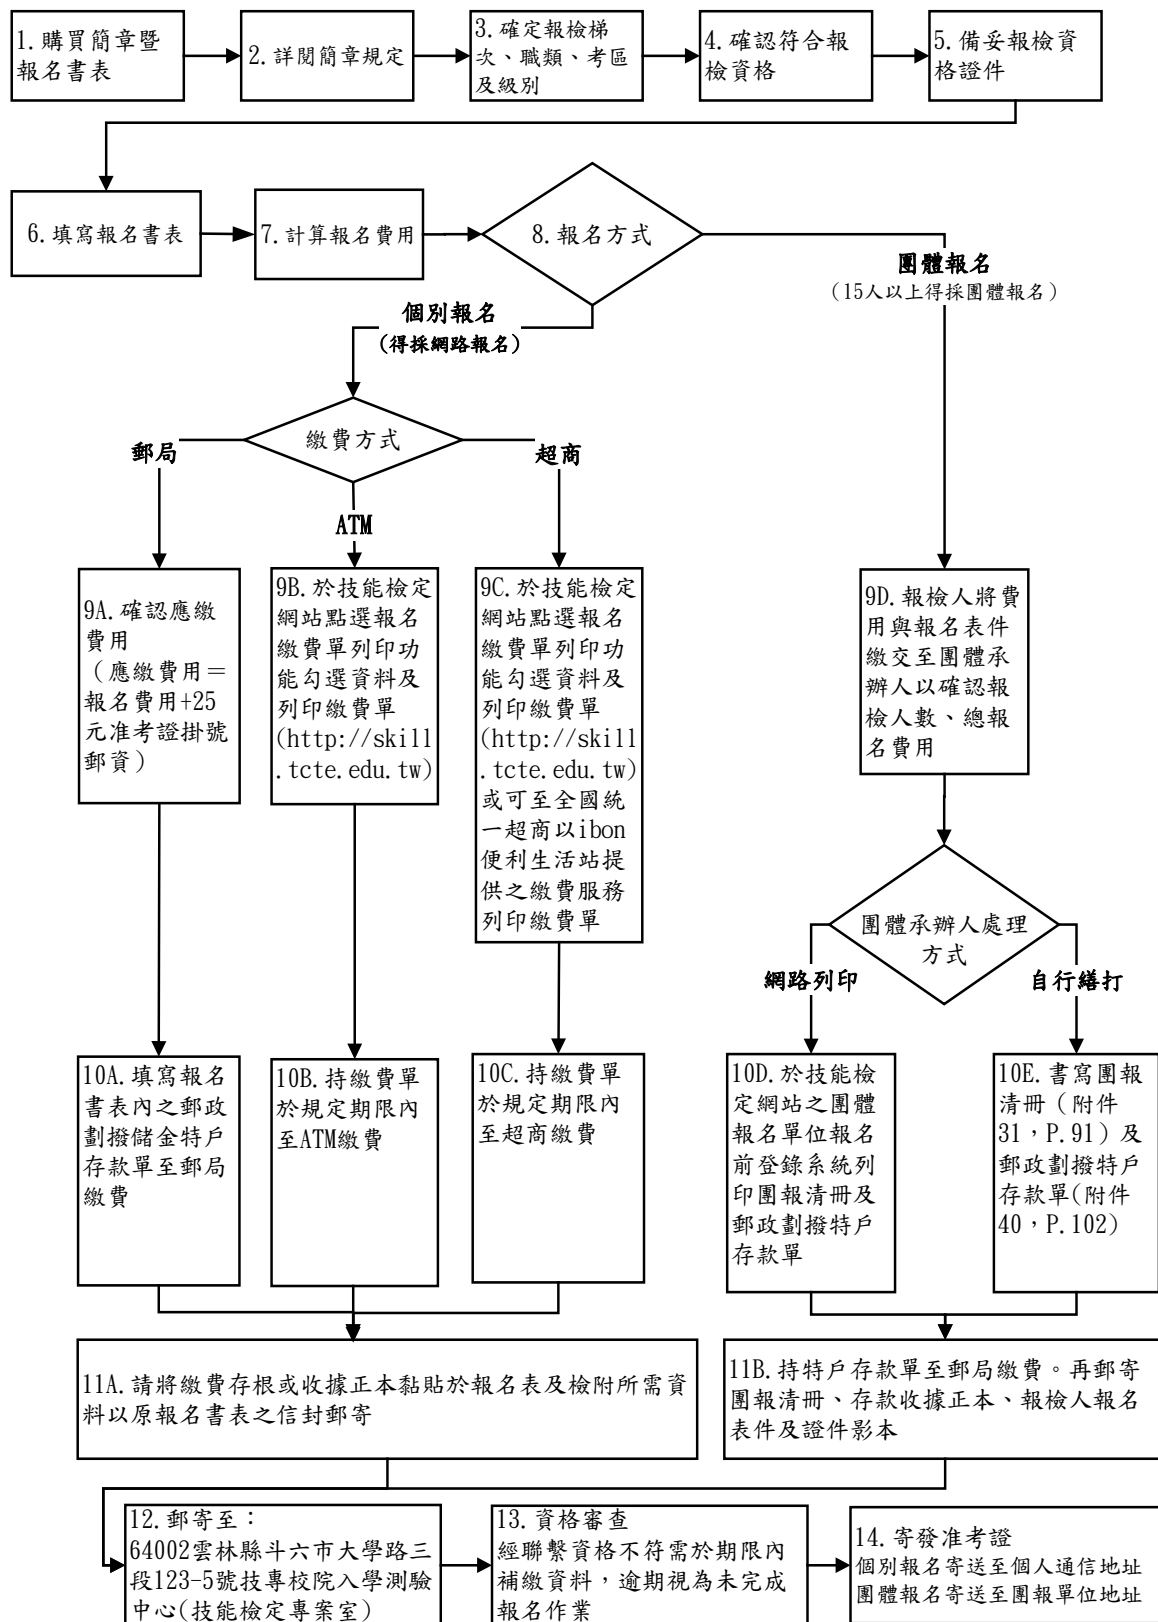 1.購買簡章暨
報名書表
2.詳閱簡章規定
3.確定報檢梯
次、職類、考區
及級別
4.確認符合報
檢資格
5.備妥報檢資
格證件
6.填寫報名書表
7.計算報名費用
8.報名方式
團體報名
（15人以上得採團體報名）
個別報名
(得採網路報名)
繳費方式
郵局
超商
ATM
9A.確認應繳
費用
（應繳費用＝
報名費用+25
元准考證掛號
郵資）
9B.於技能檢定
網站點選報名
繳費單列印功
能勾選資料及
列印繳費單
(http://skill
.tcte.edu.tw)
9C.於技能檢定
網站點選報名
繳費單列印功
能勾選資料及
列印繳費單
(http://skill
.tcte.edu.tw)
或可至全國統
一超商以ibon
便利生活站提
供之繳費服務
列印繳費單
9D.報檢人將費
用與報名表件
繳交至團體承
辦人以確認報
檢人數、總報
名費用
團體承辦人處理
方式
網路列印
自行繕打
10A.填寫報名
書表內之郵政
劃撥儲金特戶
存款單至郵局
繳費
10B.持繳費單
於規定期限內
至ATM繳費
10C.持繳費單
於規定期限內
至超商繳費
10D.於技能檢
定網站之團體
報名單位報名
前登錄系統列
印團報清冊及
郵政劃撥特戶
存款單
10E.書寫團報
清冊（附件
31，P.91）及
郵政劃撥特戶
存款單(附件
40，P.102)
11A.請將繳費存根或收據正本黏貼於報名表及檢附所需資
料以原報名書表之信封郵寄
11B.持特戶存款單至郵局繳費。再郵寄
團報清冊、存款收據正本、報檢人報名
表件及證件影本
12.郵寄至：
64002雲林縣斗六市大學路三
段123-5號技專校院入學測驗
中心(技能檢定專案室)
13.資格審查
經聯繫資格不符需於期限內
補繳資料，逾期視為未完成
報名作業
14.寄發准考證
個別報名寄送至個人通信地址
團體報名寄送至團報單位地址